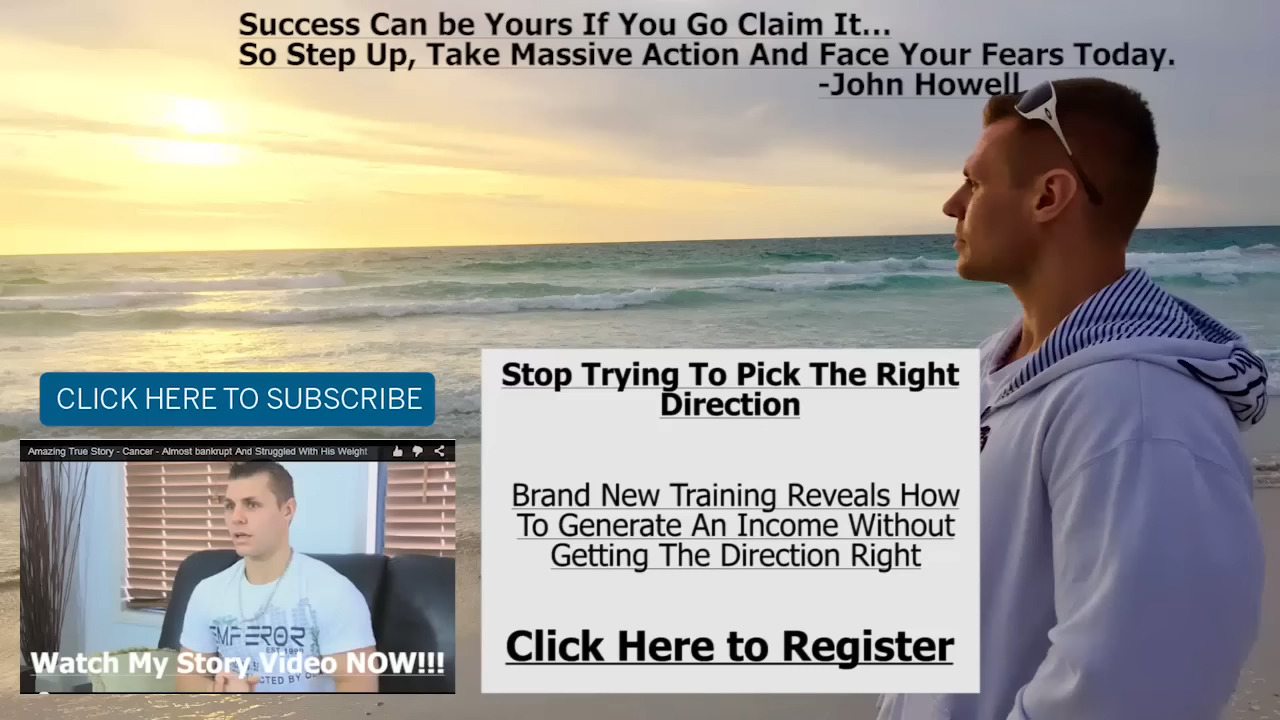 Success Can be Yours If You Go Claim It...
So Step Up, Take Massive Action And Face Your Fears Today.
-John Howell
Stop Trying To Pick The Right
Direction
Brand New Training Reveals How
To Generate An Income Without
Getting The Direction Right
Click Here to Register
CLICK HERE TO SUBSCRIBE
Amazing True Story - Cancer - Almost bankrupt And Struggled With His Weight
EMPEROR
EST 1990
Watch My Story Video NOW!!!